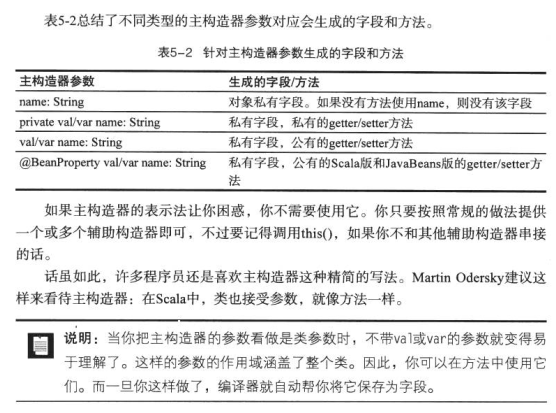 表5-2总结了不同类型的主构造器参数对应会生成的字段和方法。
表5-2 针对主构造器参数生成的字段和方法
主构造器参数 生成的字段/方法
name: String 对象私有字段。如果没有方法使用name，则没有该字段
private val/var name: String 私有字段，私有的getter/setter方法
val/var name: String 私有字段，公有的getter/setter方法
@BeanProperty val/var name: String 私有字段，公有的Scala版和JavaBeans版的getter/setter方
法
如果主构造器的表示法让你困惑，你不需要使用它。你只要按照常规的做法提供
一个或多个辅助构造器即可，不过要记得调用this()，如果你不和其他辅助构造器串接
的话。
话虽如此，许多程序员还是喜欢主构造器这种精简的写法。Martin Odersky建议这
样来看待主构造器：在Scala中，类也接受参数，就像方法一样。
说明：当你把主构造器的参数看做是类参数时，不带val或var的参数就变得易
于理解了。这样的参数的作用域涵盖了整个类。因此，你可以在方法中使用它
们。而一旦你这样做了，编译器就自动帮你将它保存为字段。